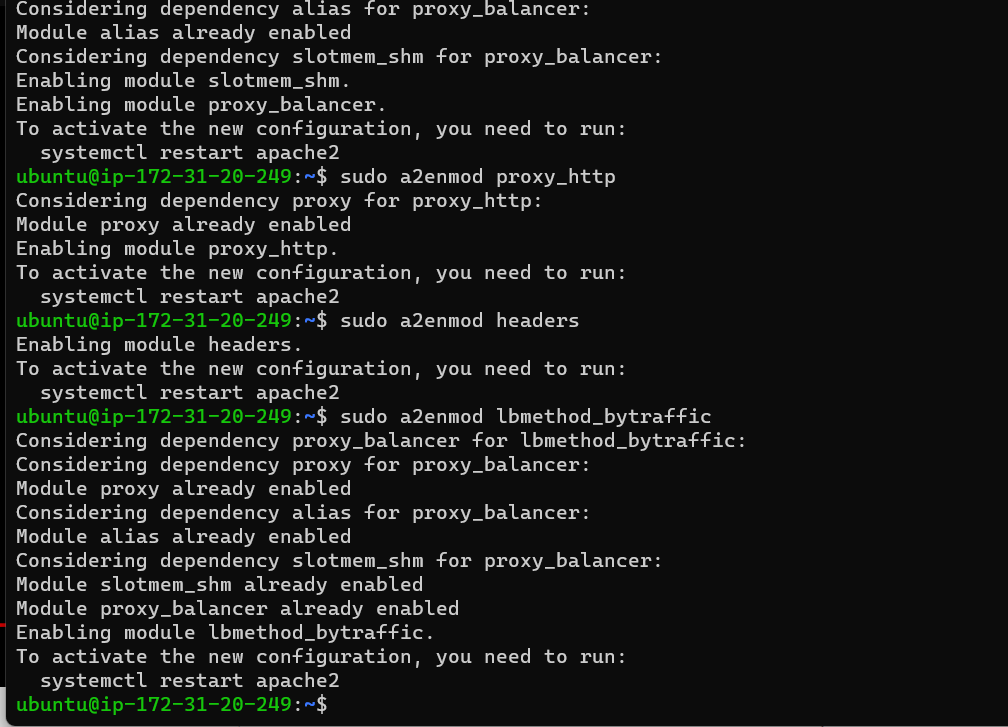 Considering dependency alias for proxy_balancer:
Module alias already enabled
Considering dependency slotmem_shm for proxy_balancer:
Enabling module slotmem_shm.
Enabling module proxy_balancer.
To activate the new configuration, you need to run:
  systemctl restart apache2
ubuntu@ip-172-31-20-249:~$ sudo a2enmod proxy_http
Considering dependency proxy for proxy_http:
Module proxy already enabled
Enabling module proxy_http.
To activate the new configuration, you need to run:
  systemctl restart apache2
ubuntu@ip-172-31-20-249:~$ sudo a2enmod headers
Enabling module headers.
To activate the new configuration, you need to run:
  systemctl restart apache2
ubuntu@ip-172-31-20-249:~$ sudo a2enmod lbmethod_bytraffic
Considering dependency proxy_balancer for lbmethod_bytraffic:
Considering dependency proxy for proxy_balancer:
Module proxy already enabled
Considering dependency alias for proxy_balancer:
Module alias already enabled
Considering dependency slotmem_shm for proxy_balancer:
Module slotmem_shm already enabled
Module proxy_balancer already enabled
Enabling module lbmethod_bytraffic.
To activate the new configuration, you need to run:
  systemctl restart apache2
ubuntu@ip-172-31-20-249:~$